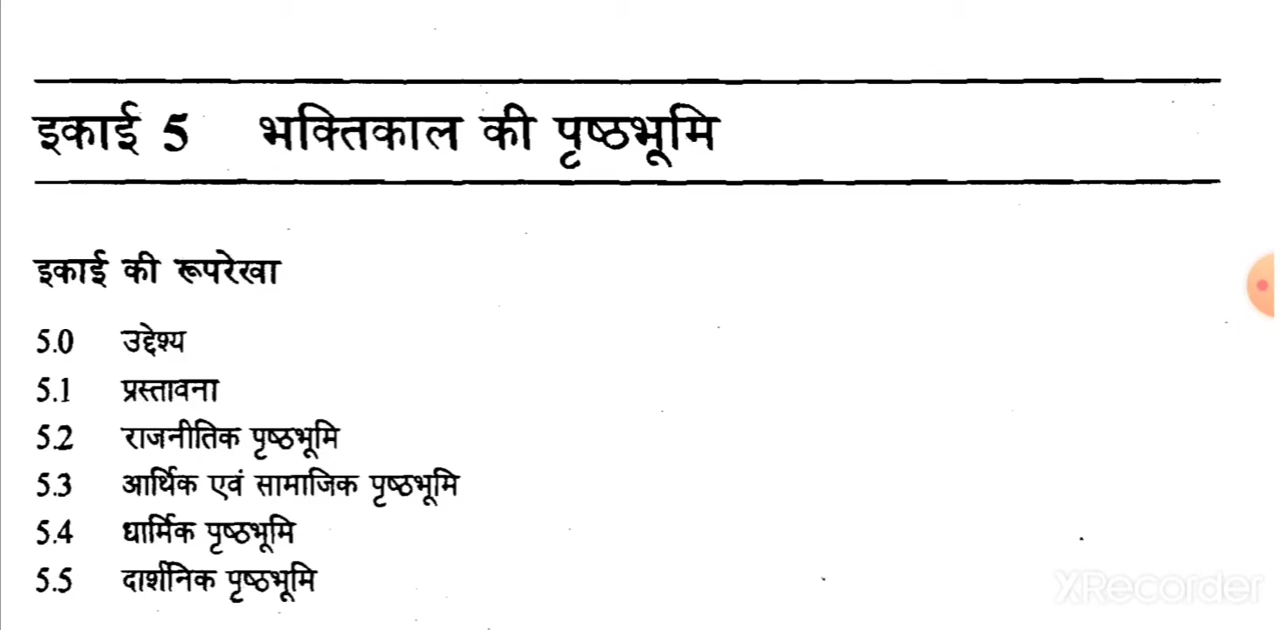 इकाई 5 भक्तिकाल की पृष्ठभूमि
इकाई की रूपरेखा
5.0 उद्देश्य
5.1 प्रस्तावना
5.2 राजनीतिक पृष्ठभूमि
5.3 आर्थिक एवं सामाजिक पृष्ठभूमि
5.4 धार्मिक पृष्ठभूमि
5.5 दार्शनिक पृष्ठभूमि
XRecorder